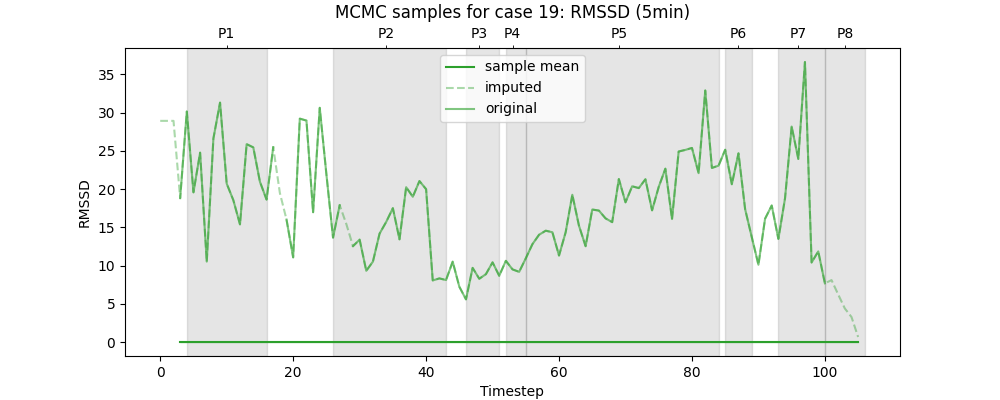 MCMC samples for case 19: RMSSD (5min)
P1 P2 P3 P4 P5 P6 P7 P8
sample mean
imputed
original
RMSSD
35
30
25
20
15
10
5
0
0 20 40 60 80 100
Timestep